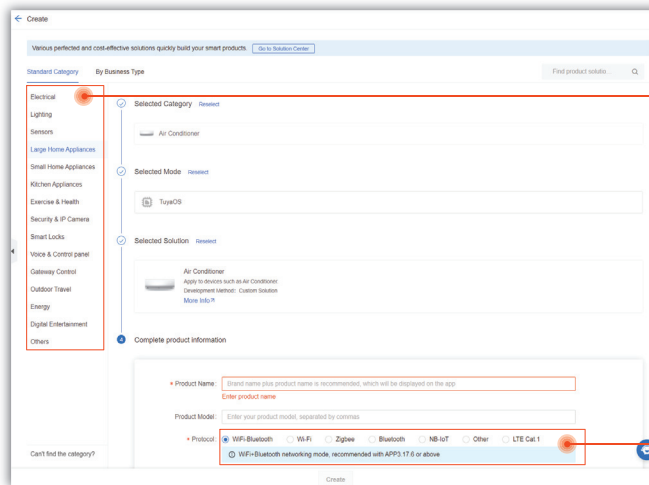 Create
Various perfected and cost-effective solutions quickly build your smart products. Go to Solution Center
Standard Category By Business Type Find product solutio...
Electrical
Lighting
Sensors
Large Home Appliances
Small Home Appliances
Kitchen Appliances
Exercise & Health
Security & IP Camera
Smart Locks
Voice & Control panel
Gateway Control
Outdoor Travel
Energy
Digital Entertainment
Others
Can't find the category?
Selected Category Reselect
Air Conditioner
Selected Mode Reselect
TuyaOS
Selected Solution Reselect
Air Conditioner
Apply to devices such as Air Conditioner
Development Method: Custom Solution
More Info
4 Complete product information
* Product Name: Brand name plus product name is recommended, which will be displayed on the app
Enter product name
Product Model: Enter your product model, separated by commas
* Protocol: WiFi-Bluetooth Wi-Fi Zigbee Bluetooth NB-IoT Other LTE Cat.1
WiFi+Bluetooth networking mode, recommended with APP3.17.6 or above
Create